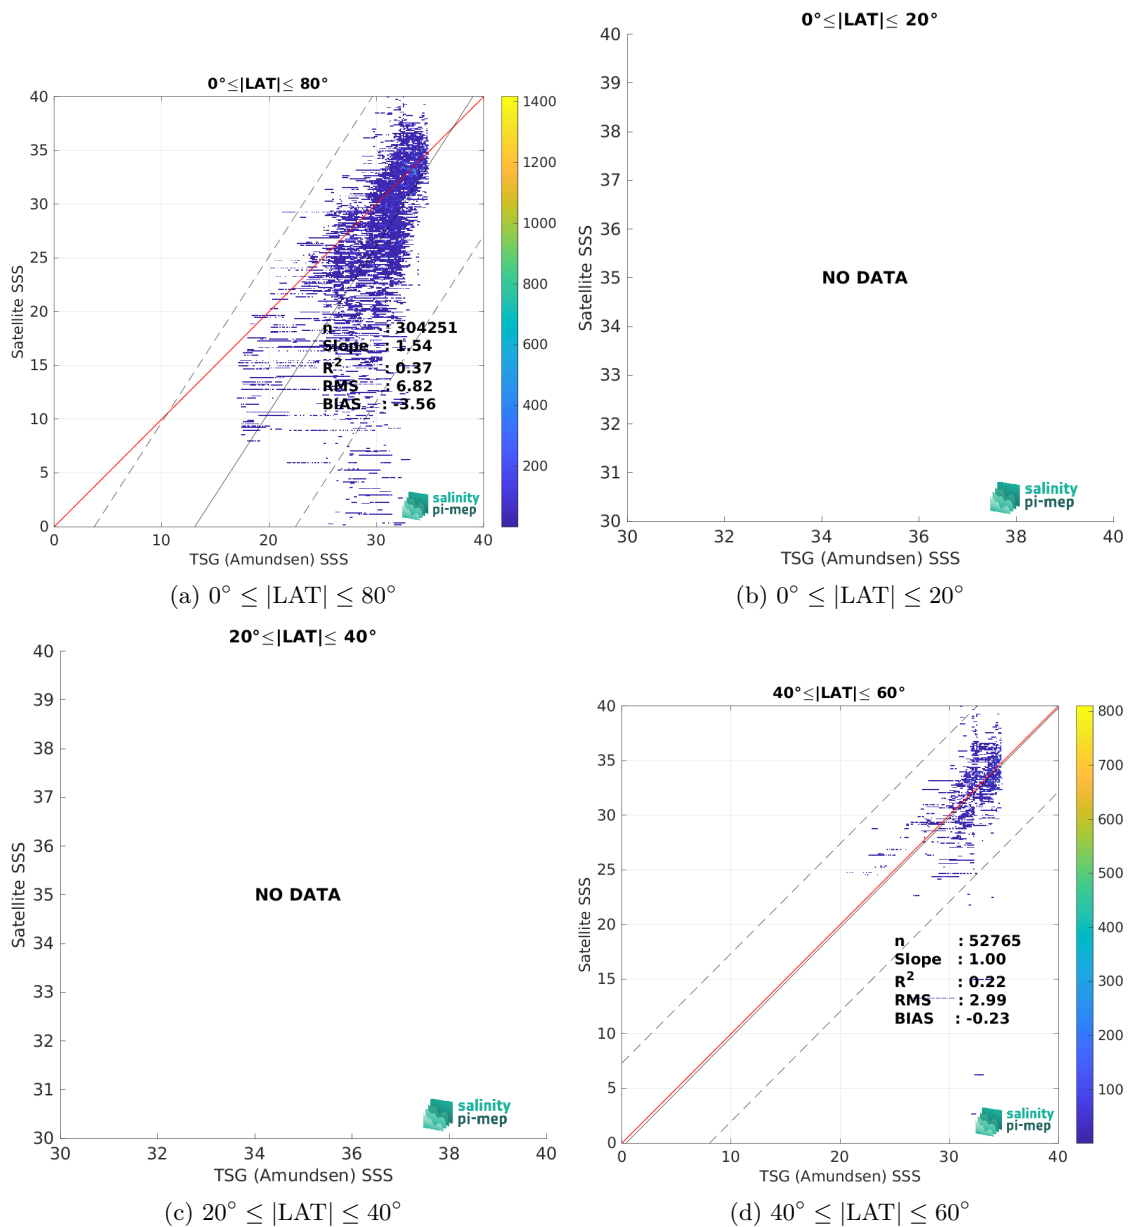 0°≤|LAT|≤ 80°
40
35
30
25
20
15
10
5
0
Satellite SSS
n : 304251
Slope : 1.54
R² : 0.37
RMS : 6.82
BIAS : -3.56
salinity
pi-mep
0 10 20 30 40
TSG (Amundsen) SSS
1400
1200
1000
800
600
400
200
(a) 0° ≤ |LAT| ≤ 80°
0°≤|LAT|≤ 20°
40
39
38
37
36
35
34
33
32
31
30
Satellite SSS
NO DATA
salinity
pi-mep
30 32 34 36 38 40
TSG (Amundsen) SSS
(b) 0° ≤ |LAT| ≤ 20°
20°≤|LAT|≤ 40°
40
39
38
37
36
35
34
33
32
31
30
Satellite SSS
NO DATA
salinity
pi-mep
30 32 34 36 38 40
TSG (Amundsen) SSS
(c) 20° ≤ |LAT| ≤ 40°
40°≤|LAT|≤ 60°
40
35
30
25
20
15
10
5
0
Satellite SSS
n : 52765
Slope : 1.00
R² : 0.22
RMS : 2.99
BIAS : -0.23
salinity
pi-mep
0 10 20 30 40
TSG (Amundsen) SSS
800
700
600
500
400
300
200
100
(d) 40° ≤ |LAT| ≤ 60°